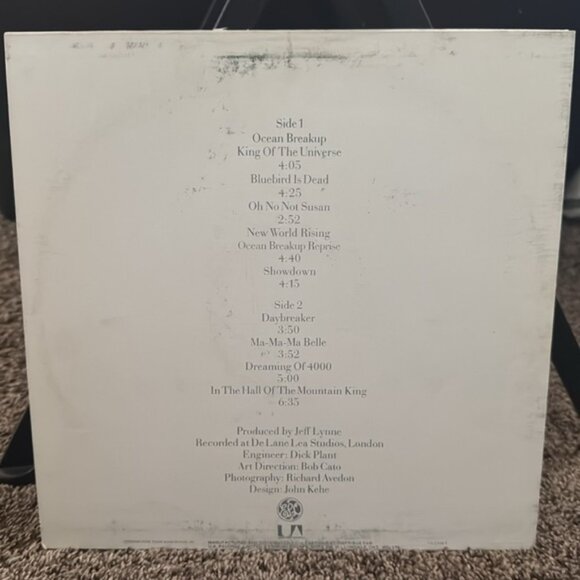 Side 1
Ocean Breakup
King Of The Universe
4:05
Bluebird Is Dead
4:25
Oh No Not Susan
2:52
New World Rising
Ocean Breakup Reprise
4:40
Showdown
4:15
Side 2
Daybreaker
3:50
Ma-Ma-Ma Belle
3:52
Dreaming Of 4000
5:00
In The Hall Of The Mountain King
6:35
Produced by Jeff Lynne
Recorded at De Lane Lea Studios, London
Engineer: Dick Plant
Art Direction: Bob Cato
Photography: Richard Avedon
Design: John Kehe
UA